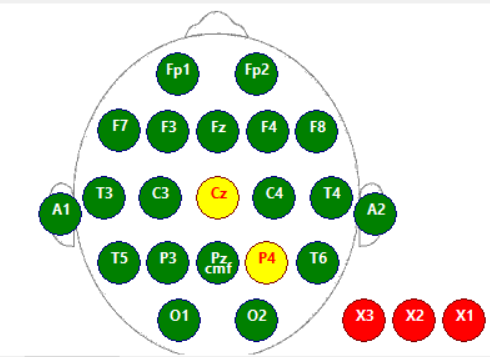 Fp1 Fp2
F7 F3 Fz F4 F8
T3 C3 Cz C4 T4
A1 A2
T5 P3 Pz P4 T6
cmf
O1 O2
X3 X2 X1